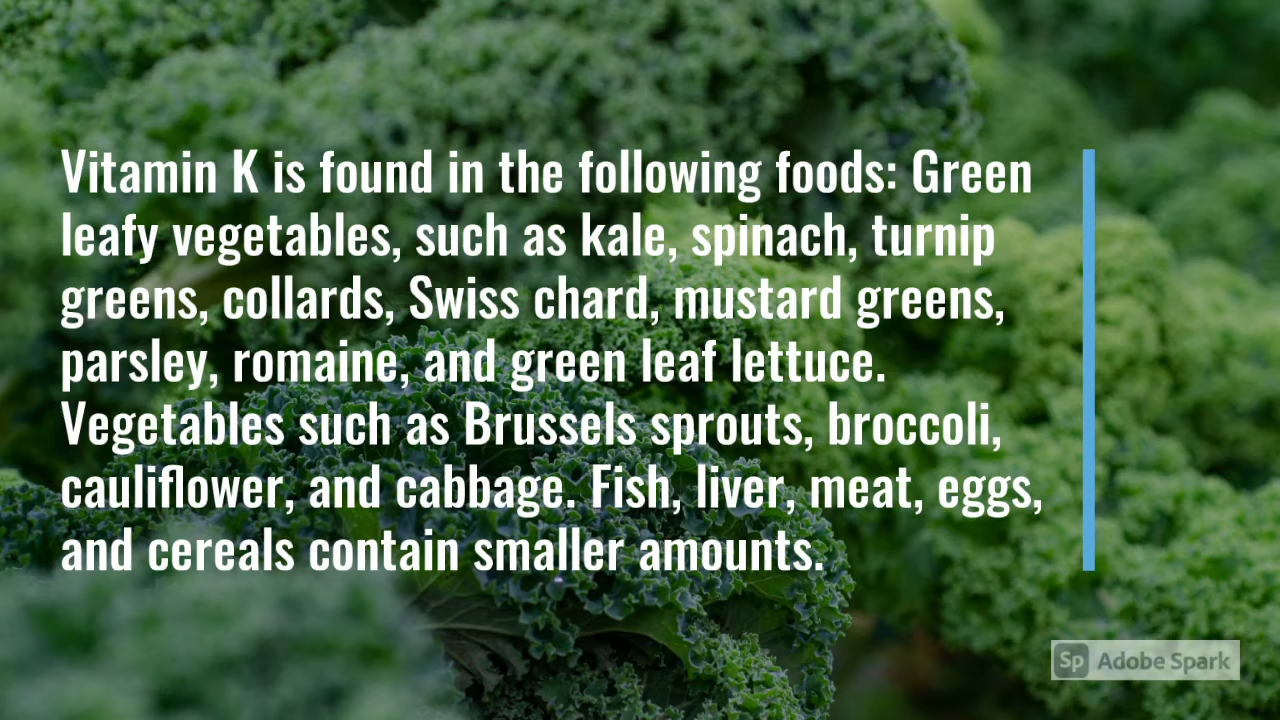 Vitamin K is found in the following foods: Green
leafy vegetables, such as kale, spinach, turnip
greens, collards, Swiss chard, mustard greens,
parsley, romaine, and green leaf lettuce.
Vegetables such as Brussels sprouts, broccoli,
cauliflower, and cabbage. Fish, liver, meat, eggs,
and cereals contain smaller amounts.
Sp Adobe Spark